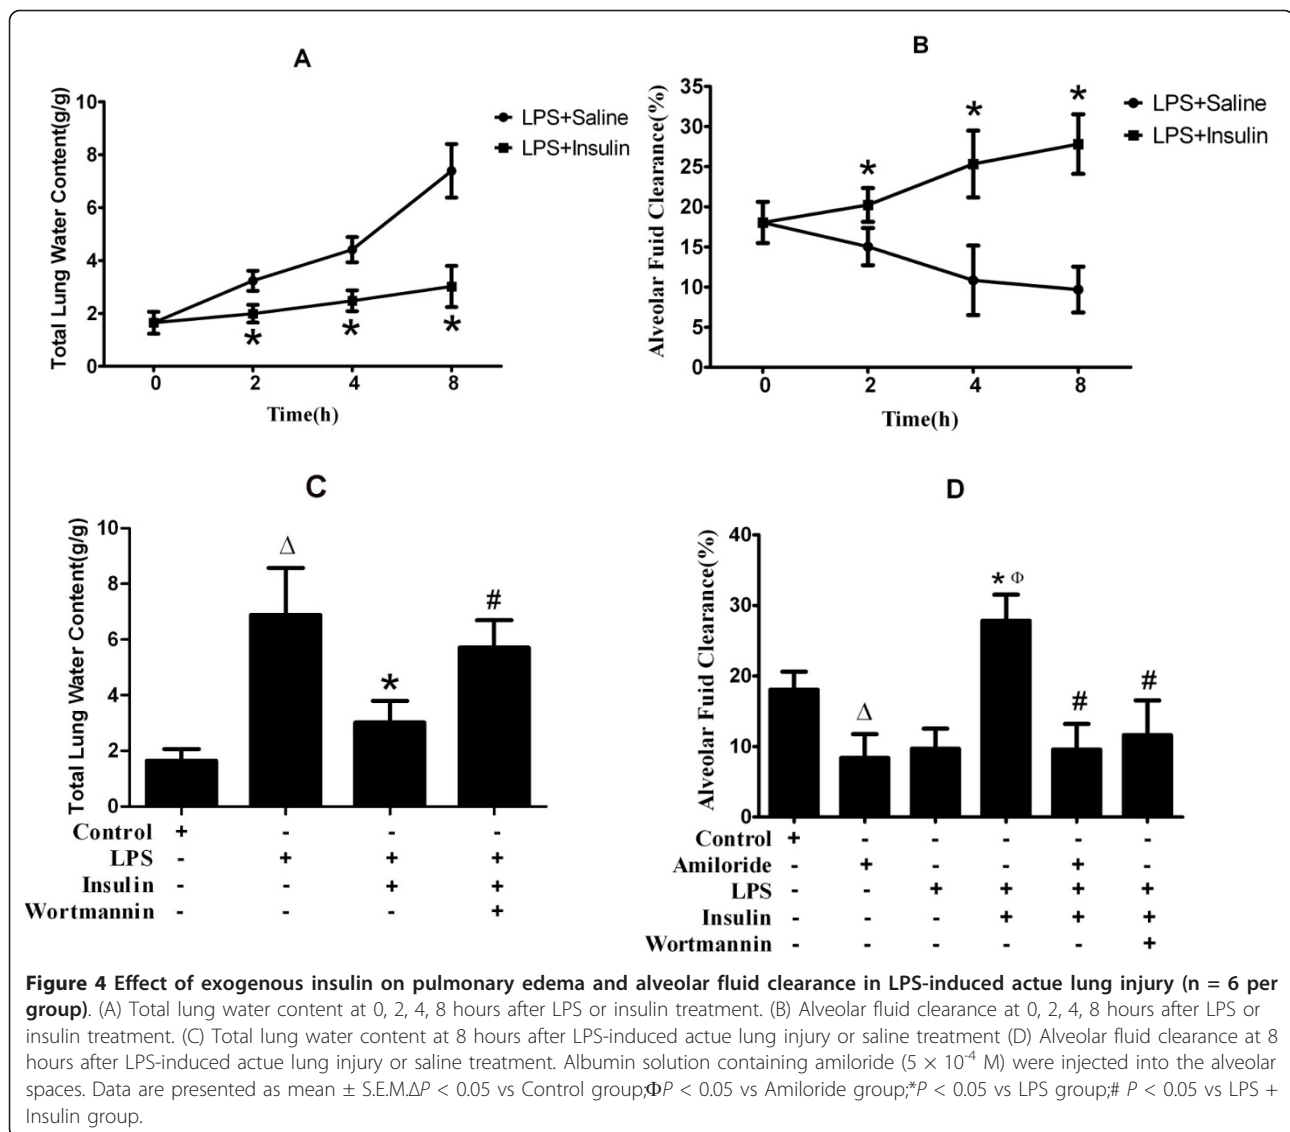 A
Total Lung Water Content(g/g)
10
8
6
4
2
0
0 2 4 8
Time(h)
LPS+Saline
LPS+Insulin
* * *
B
Alveolar Fuid Clearance(%)
35
30
25
20
15
10
5
0
0 2 4 8
Time(h)
LPS+Saline
LPS+Insulin
* * *
C
Total Lung Water Content(g/g)
10
8
6
4
2
0
Δ
*
#
Control + - - -
LPS - + + +
Insulin - - + +
Wortmannin - - - +
D
Alveolar Fuid Clearance(%)
40
30
20
10
0
Δ
* Φ
#
#
Control + - - - - -
Amiloride - + - - + -
LPS - - + + + +
Insulin - - - + + +
Wortmannin - - - - - +
Figure 4 Effect of exogenous insulin on pulmonary edema and alveolar fluid clearance in LPS-induced actue lung injury (n = 6 per
group). (A) Total lung water content at 0, 2, 4, 8 hours after LPS or insulin treatment. (B) Alveolar fluid clearance at 0, 2, 4, 8 hours after LPS or
insulin treatment. (C) Total lung water content at 8 hours after LPS-induced actue lung injury or saline treatment (D) Alveolar fluid clearance at 8
hours after LPS-induced actue lung injury or saline treatment. Albumin solution containing amiloride (5 × 10⁻⁴ M) were injected into the alveolar
spaces. Data are presented as mean ± S.E.M.ΔP < 0.05 vs Control group;ΦP < 0.05 vs Amiloride group;*P < 0.05 vs LPS group;# P < 0.05 vs LPS +
Insulin group.